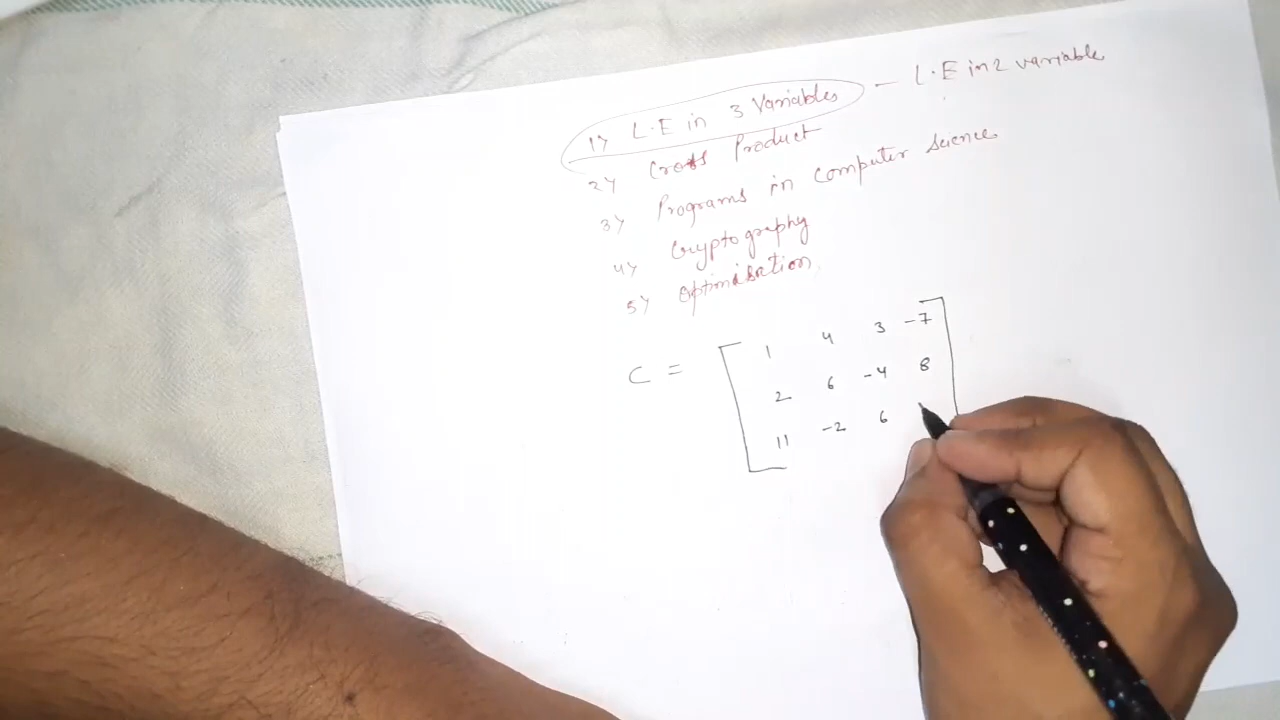 1) L.E in 3 Variables — L.E in 2 variable
2) Cross Product
3) Programs in computer science
4) Cryptography
5) Optimisation
C = [ 1 4 3 -7
2 6 -4 8
11 -2 6 ]